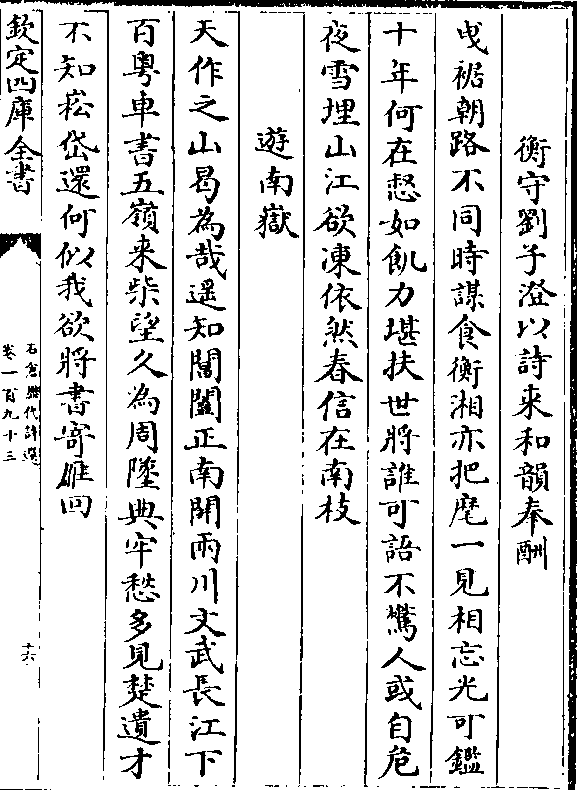 衡守劉子澄以詩来和韻奉酬
曵裾朝路不同時謀食衡湘亦把麾一見相忘光可鑑
十年何在惄如飢力堪扶世將誰可語不驚人或自危
夜雪埋山江欲凍依然春信在南枝
遊南嶽
天作之山曷為哉遥知閶闔正南開兩川文武長江下
百粤車書五嶺来柴望久為周墜典牢愁多見楚遺才
不知崧岱還何似我欲將書寄雁回
欽定四庫全書
石倉歴代詩選
卷一百九十三
十六